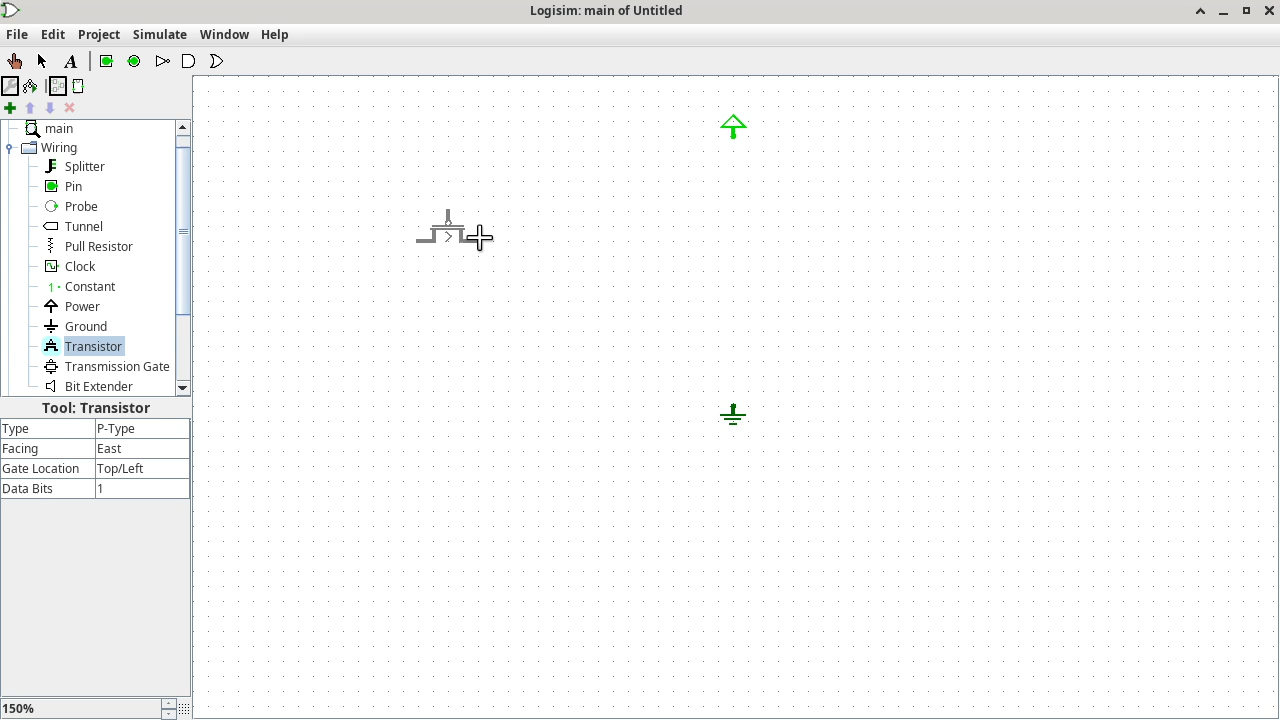 Logisim: main of Untitled
File Edit Project Simulate Window Help
A
main
Wiring
Splitter
Pin
Probe
Tunnel
Pull Resistor
Clock
1 Constant
Power
Ground
Transistor
Transmission Gate
Bit Extender
Tool: Transistor
Type P-Type
Facing East
Gate Location Top/Left
Data Bits 1
150%